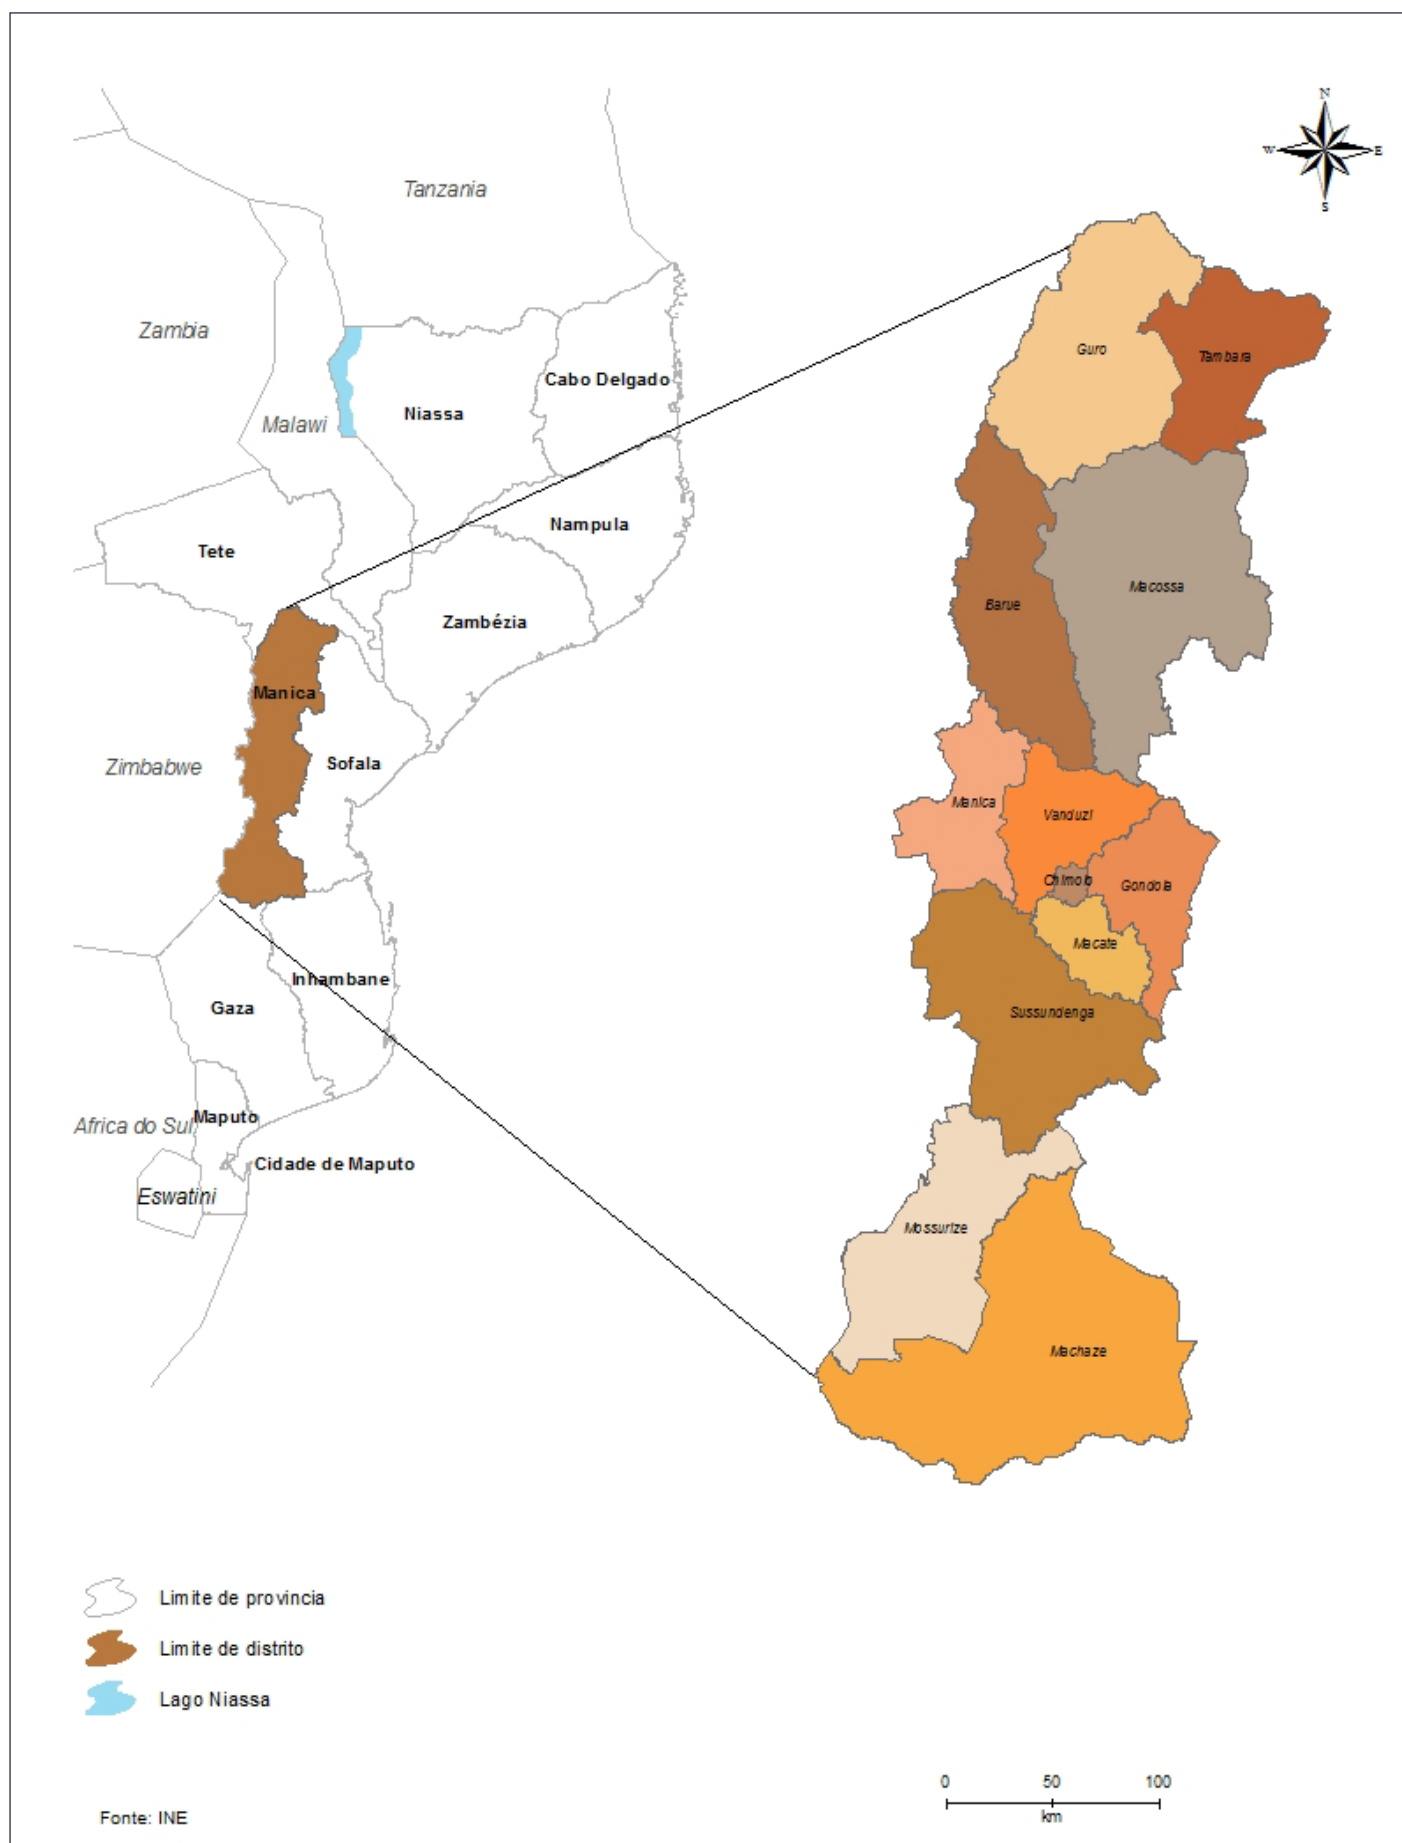 N
W
E
S
Tanzania
Zambia
Malawi
Niassa
Cabo Delgado
Guro
Tambara
Tete
Nampula
Zambézia
Barue
Macossa
Manica
Zimbabwe
Sofala
Manica
Vanduzi
Chimoio
Gondola
Macate
Inhambane
Gaza
Sussundenga
Africa do Sul
Maputo
Cidade de Maputo
Eswatini
Mossurize
Machaze
Limite de província
Limite de distrito
Lago Niassa
0 50 100
km
Fonte: INE